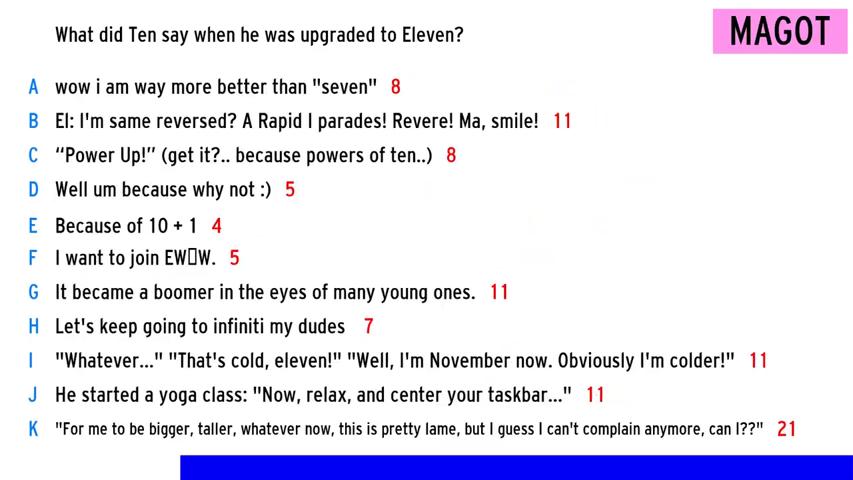 What did Ten say when he was upgraded to Eleven?
MAGOT
A wow i am way more better than "seven" 8
B El: I'm same reversed? A Rapid I parades! Revere! Ma, smile! 11
C “Power Up!” (get it?.. because powers of ten..) 8
D Well um because why not :) 5
E Because of 10 + 1 4
F I want to join EW▯W. 5
G It became a boomer in the eyes of many young ones. 11
H Let's keep going to infiniti my dudes 7
I "Whatever..." "That's cold, eleven!" "Well, I'm November now. Obviously I'm colder!" 11
J He started a yoga class: "Now, relax, and center your taskbar..." 11
K "For me to be bigger, taller, whatever now, this is pretty lame, but I guess I can't complain anymore, can I??" 21